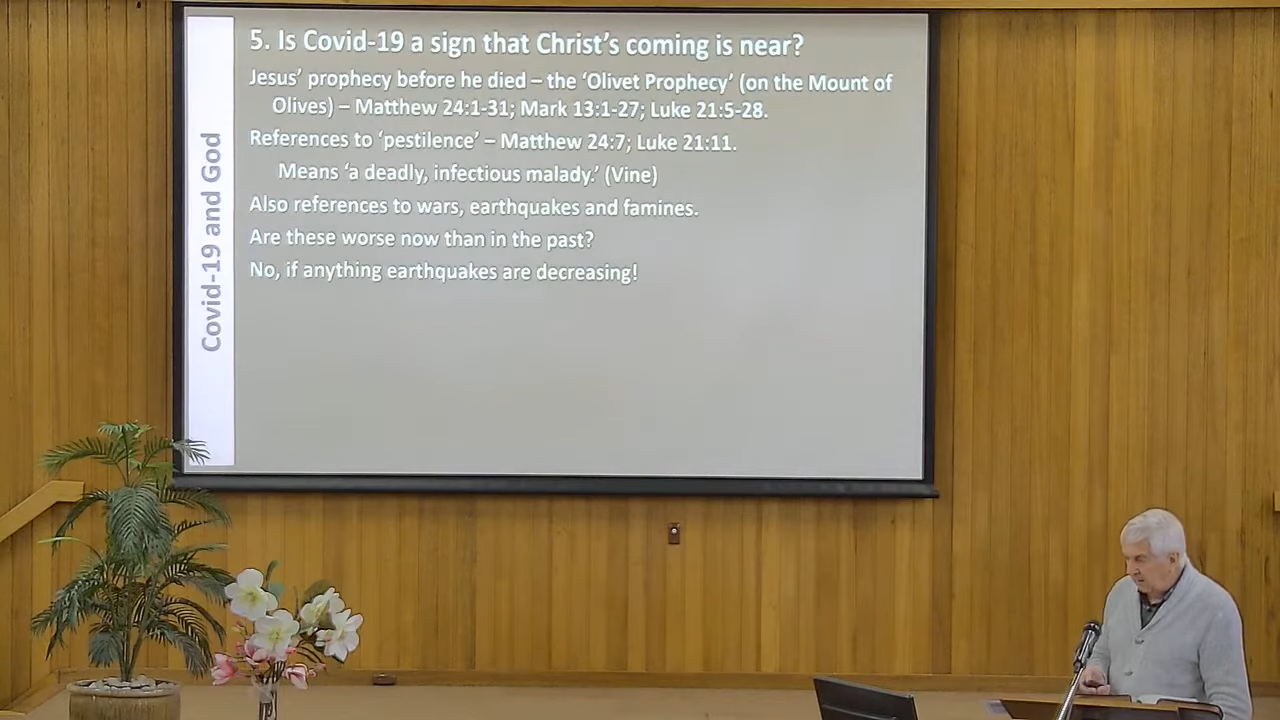 5. Is Covid-19 a sign that Christ's coming is near?
Jesus' prophecy before he died – the 'Olivet Prophecy' (on the Mount of
Olives) – Matthew 24:1-31; Mark 13:1-27; Luke 21:5-28.
References to 'pestilence' – Matthew 24:7; Luke 21:11.
Means 'a deadly, infectious malady.' (Vine)
Also references to wars, earthquakes and famines.
Are these worse now than in the past?
No, if anything earthquakes are decreasing!
Covid-19 and God